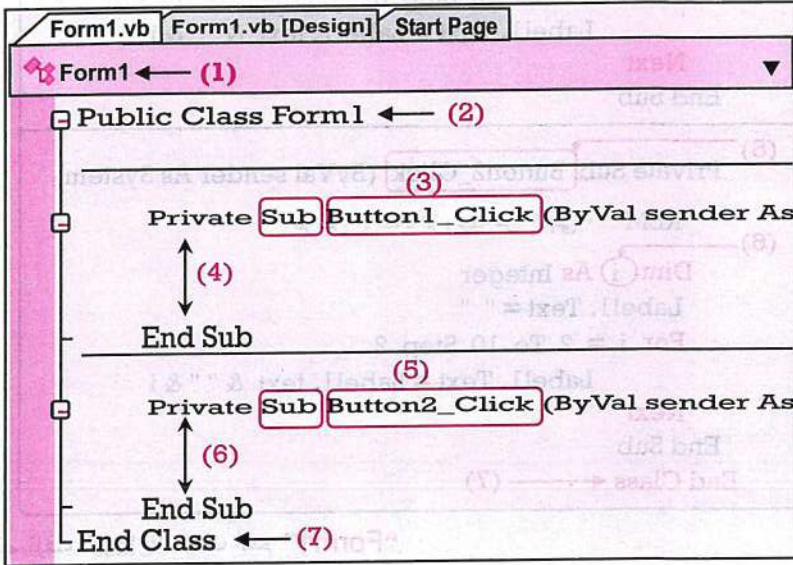 Form1.vb Form1.vb [Design] Start Page
Form1 (1)
Public Class Form1 (2)
(3)
Private Sub Button1_Click (ByVal sender As
(4)
End Sub
(5)
Private Sub Button2_Click (ByVal sender As
(6)
End Sub
End Class (7)